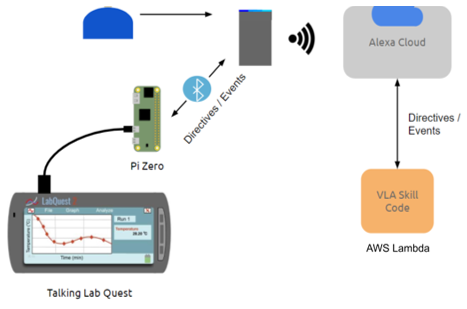 Alexa Cloud
Directives / Events
Directives /
Events
Pi Zero
VLA Skill
Code
AWS Lambda
LabQuest
File Graph Analyze
Run 1
Temperature
Temperature (°C)
Time (min)
Talking Lab Quest